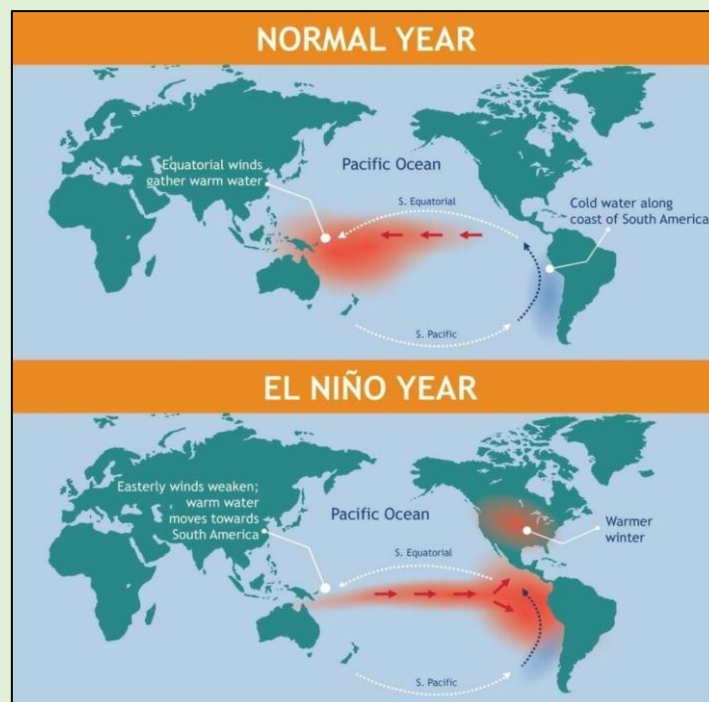 NORMAL YEAR
Equatorial winds
gather warm water
Pacific Ocean
S. Equatorial
Cold water along
coast of South America
S. Pacific
EL NIÑO YEAR
Easterly winds weaken;
warm water
moves towards
South America
Pacific Ocean
S. Equatorial
Warmer
winter
S. Pacific